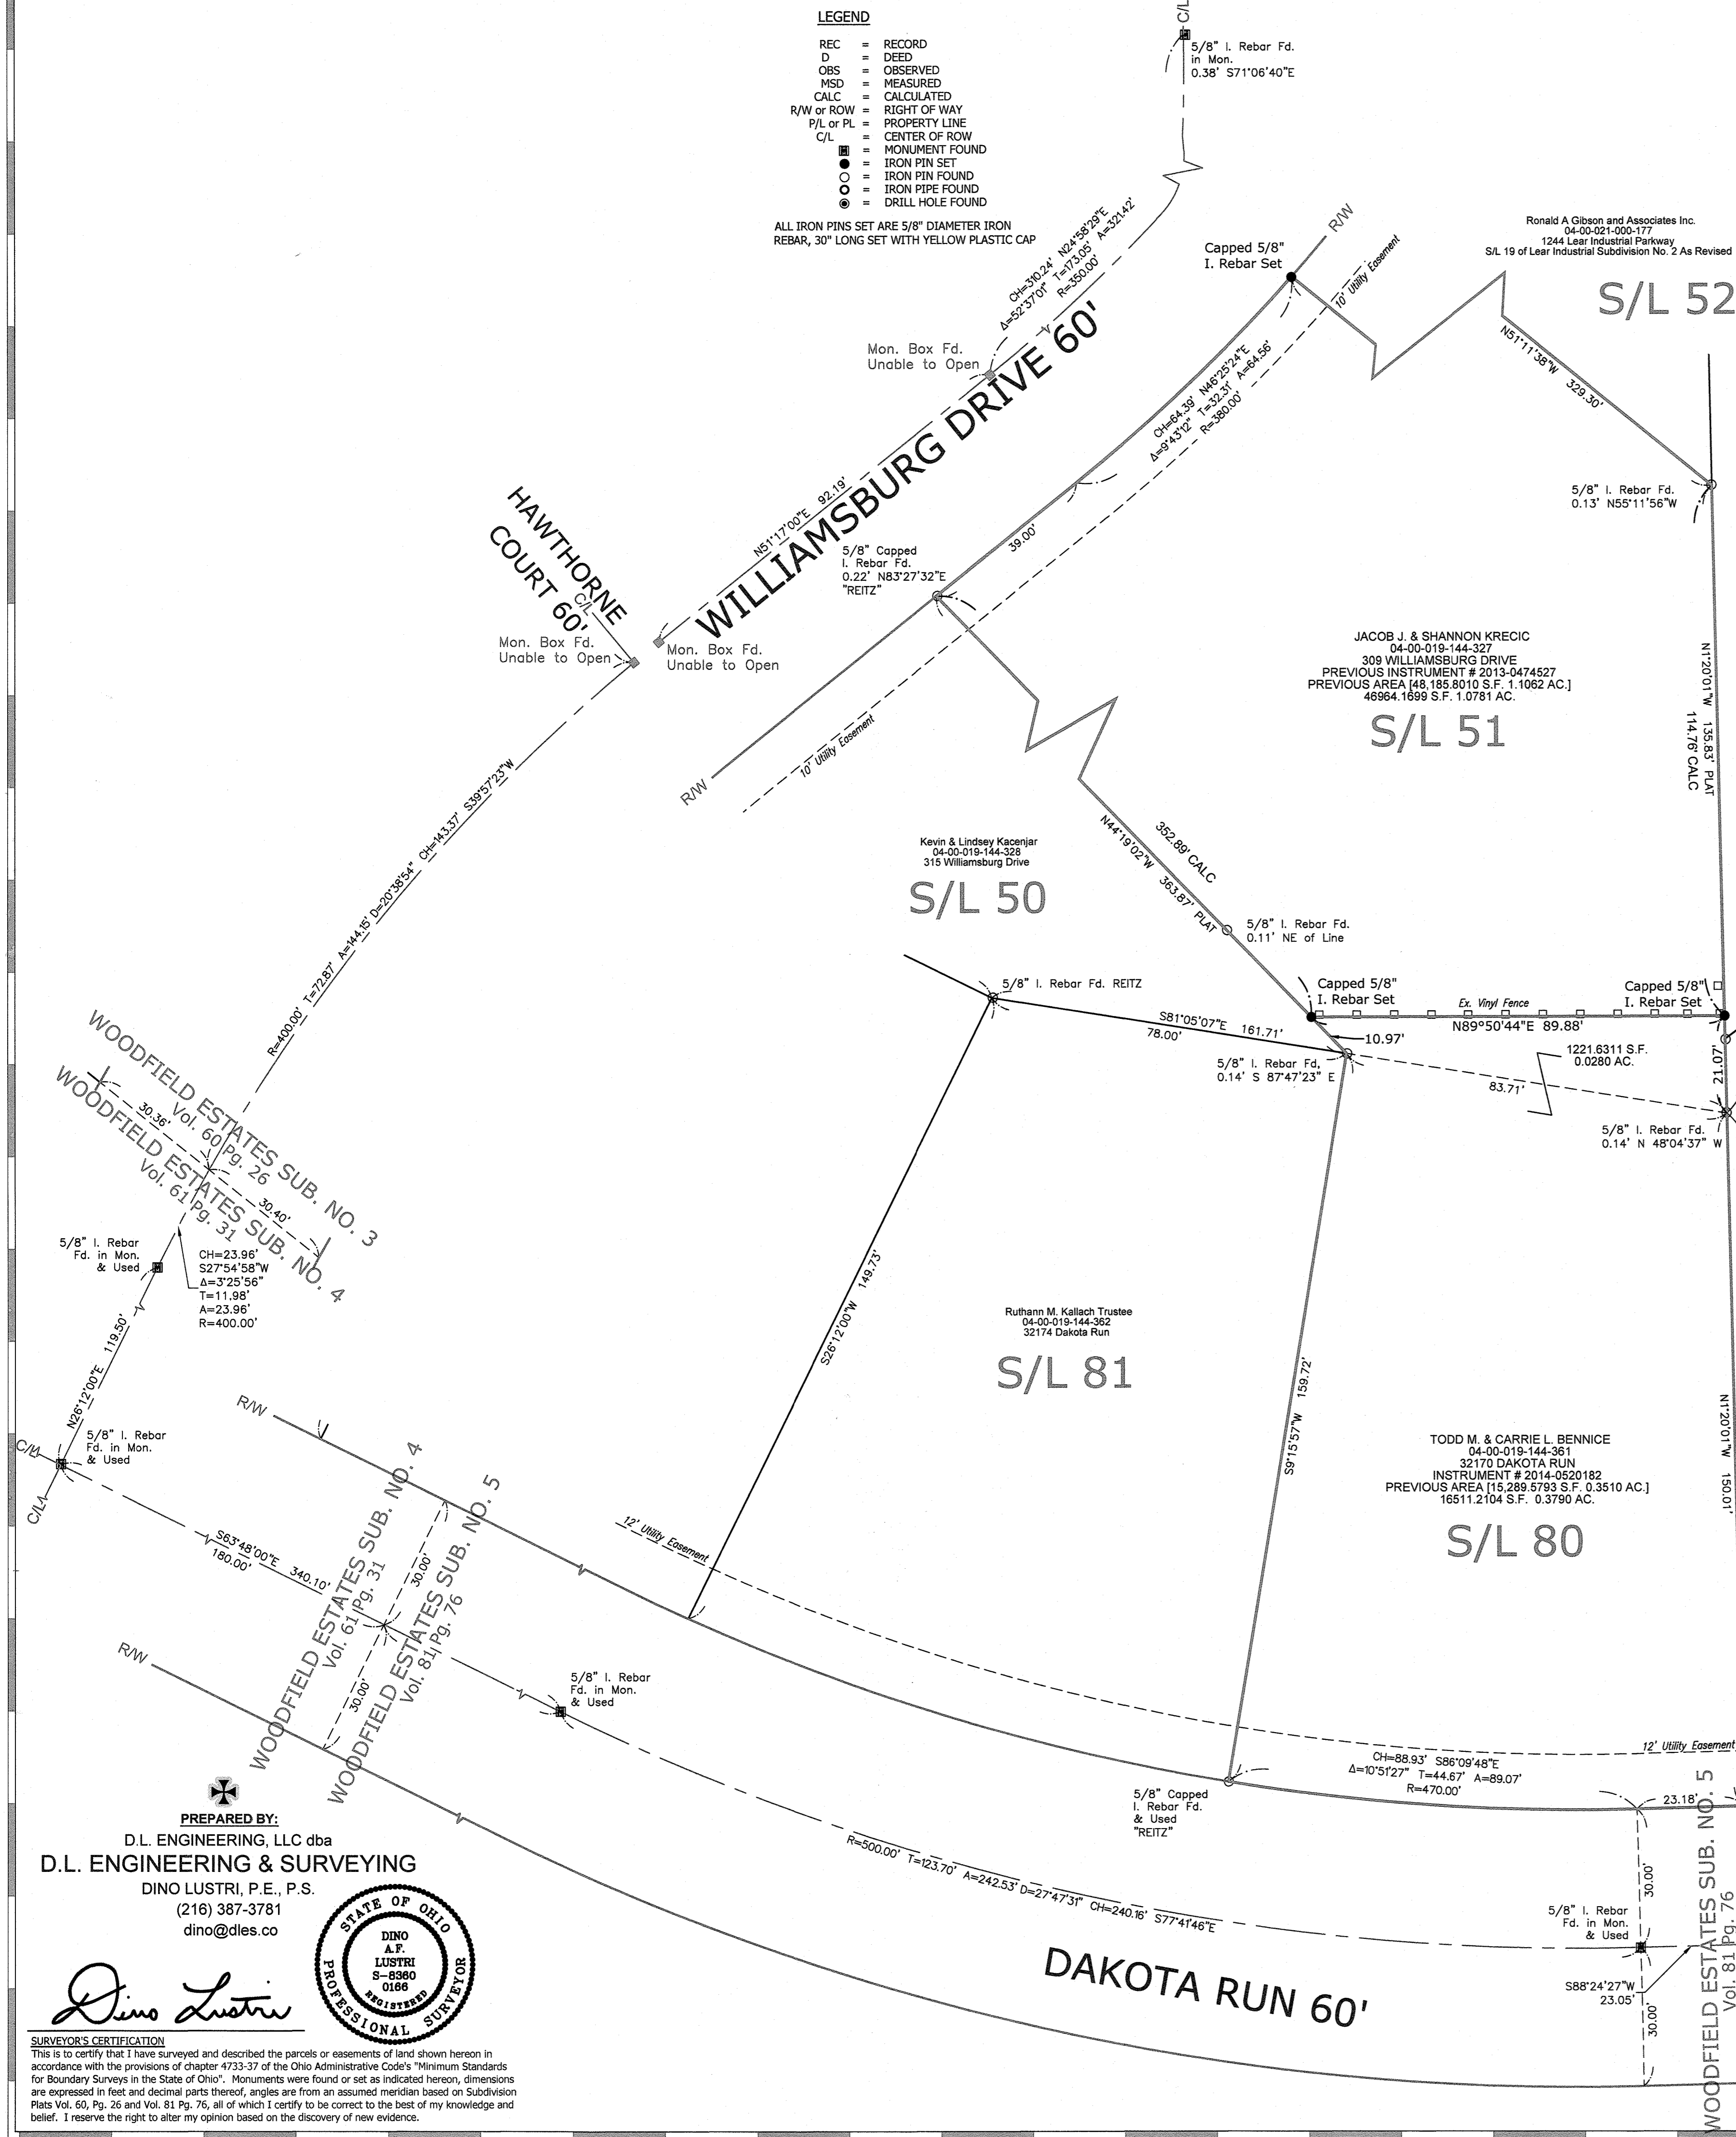 LEGEND
REC = RECORD
D = DEED
OBS = OBSERVED
MSD = MEASURED
CALC = CALCULATED
R/W or ROW = RIGHT OF WAY
P/L or PL = PROPERTY LINE
C/L = CENTER OF ROW
= MONUMENT FOUND
= IRON PIN SET
= IRON PIN FOUND
= IRON PIPE FOUND
= DRILL HOLE FOUND
ALL IRON PINS SET ARE 5/8" DIAMETER IRON
REBAR, 30" LONG SET WITH YELLOW PLASTIC CAP
C/L
5/8" I. Rebar Fd.
in Mon.
0.38' S71°06'40"E
CH=310.24' N24°58'29"E
Δ=52°37'01" T=173.05' A=321.42'
R=350.00'
Mon. Box Fd.
Unable to Open
WILLIAMSBURG DRIVE 60'
N51°17'00"E 92.19'
R/W
Capped 5/8"
I. Rebar Set
10' Utility Easement
Ronald A Gibson and Associates Inc.
04-00-021-000-177
1244 Lear Industrial Parkway
S/L 19 of Lear Industrial Subdivision No. 2 As Revised
S/L 52
N51°11'38"W 329.30'
CH=64.39' N46°25'24"E
Δ=9°43'12" T=32.31' A=64.56'
R=380.00'
5/8" I. Rebar Fd.
0.13' N55°11'56"W
39.00'
HAWTHORNE
COURT 60'
C/L
5/8" Capped
I. Rebar Fd.
0.22' N83°27'32"E
"REITZ"
Mon. Box Fd.
Unable to Open
Mon. Box Fd.
Unable to Open
JACOB J. & SHANNON KRECIC
04-00-019-144-327
309 WILLIAMSBURG DRIVE
PREVIOUS INSTRUMENT # 2013-0474527
PREVIOUS AREA [48,185.8010 S.F. 1.1062 AC.]
46964.1699 S.F. 1.0781 AC.
S/L 51
N1°20'01"W 135.83' PLAT
114.76' CALC
R/W
10' Utility Easement
R=400.00' T=72.87' A=144.15' D=20°38'54" CH=143.37' S39°57'23"W
Kevin & Lindsey Kacenjar
04-00-019-144-328
315 Williamsburg Drive
S/L 50
352.89' CALC
N44°19'02"W 363.87' PLAT
5/8" I. Rebar Fd.
0.11' NE of Line
5/8" I. Rebar Fd. REITZ
Capped 5/8"
I. Rebar Set
Ex. Vinyl Fence
N89°50'44"E 89.88'
Capped 5/8"
I. Rebar Set
S81°05'07"E 161.71'
78.00'
10.97'
5/8" I. Rebar Fd,
0.14' S 87°47'23" E
1221.6311 S.F.
0.0280 AC.
83.71'
21.07'
5/8" I. Rebar Fd.
0.14' N 48°04'37" W
WOODFIELD ESTATES SUB. NO. 3
Vol. 60 Pg. 26
30.36'
WOODFIELD ESTATES SUB. NO. 4
Vol. 61 Pg. 31
30.40'
5/8" I. Rebar
Fd. in Mon.
& Used
CH=23.96'
S27°54'58"W
Δ=3°25'56"
T=11.98'
A=23.96'
R=400.00'
N26°12'00"E 119.50'
S26°12'00"W 149.73'
Ruthann M. Kallach Trustee
04-00-019-144-362
32174 Dakota Run
S/L 81
S9°15'57"W 159.72'
TODD M. & CARRIE L. BENNICE
04-00-019-144-361
32170 DAKOTA RUN
INSTRUMENT # 2014-0520182
PREVIOUS AREA [15,289.5793 S.F. 0.3510 AC.]
16511.2104 S.F. 0.3790 AC.
S/L 80
N1°20'01"W 150.01'
R/W
C/L
C/L
5/8" I. Rebar
Fd. in Mon.
& Used
S63°48'00"E 340.10'
180.00'
WOODFIELD ESTATES SUB. NO. 4
Vol. 61 Pg. 31
30.00'
WOODFIELD ESTATES SUB. NO. 5
Vol. 81 Pg. 76
30.00'
12' Utility Easement
R/W
5/8" I. Rebar
Fd. in Mon.
& Used
12' Utility Easement
CH=88.93' S86°09'48"E
Δ=10°51'27" T=44.67' A=89.07'
R=470.00'
23.18'
5/8" Capped
I. Rebar Fd.
& Used
"REITZ"
R=500.00' T=123.70' A=242.53' D=27°47'31" CH=240.16' S77°41'46"E
30.00'
5/8" I. Rebar
Fd. in Mon.
& Used
S88°24'27"W
23.05'
30.00'
WOODFIELD ESTATES SUB. NO. 5
Vol. 81 Pg. 76
DAKOTA RUN 60'
PREPARED BY:
D.L. ENGINEERING, LLC dba
D.L. ENGINEERING & SURVEYING
DINO LUSTRI, P.E., P.S.
(216) 387-3781
dino@dles.co
STATE OF OHIO
DINO
A.F.
LUSTRI
S-8360
0166
REGISTERED
PROFESSIONAL SURVEYOR
Dino Lustri
SURVEYOR'S CERTIFICATION
This is to certify that I have surveyed and described the parcels or easements of land shown hereon in
accordance with the provisions of chapter 4733-37 of the Ohio Administrative Code's "Minimum Standards
for Boundary Surveys in the State of Ohio". Monuments were found or set as indicated hereon, dimensions
are expressed in feet and decimal parts thereof, angles are from an assumed meridian based on Subdivision
Plats Vol. 60, Pg. 26 and Vol. 81 Pg. 76, all of which I certify to be correct to the best of my knowledge and
belief. I reserve the right to alter my opinion based on the discovery of new evidence.